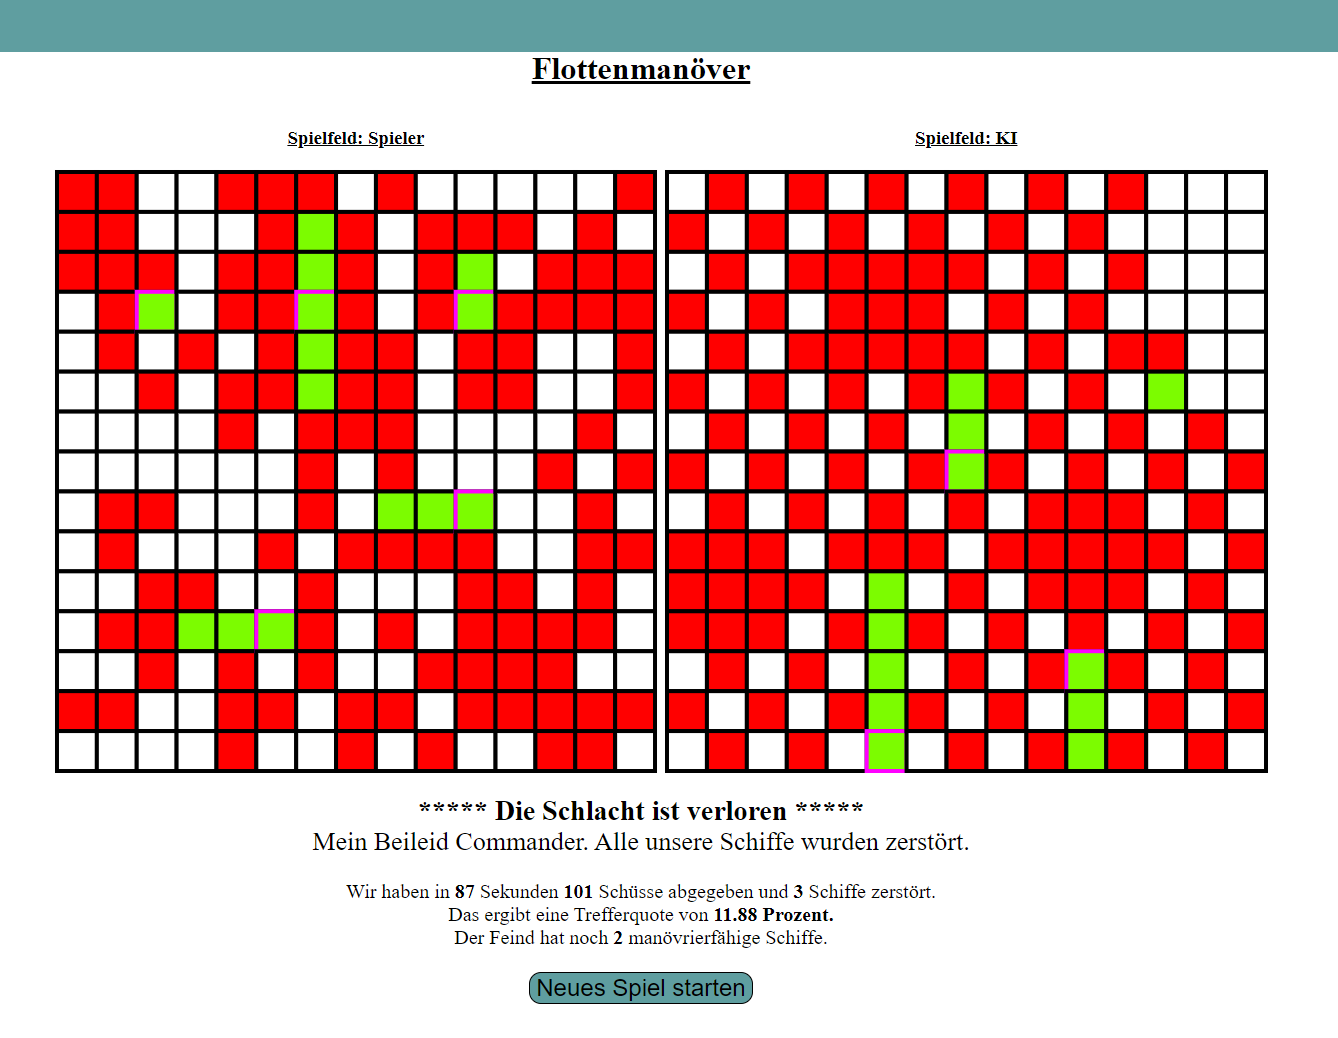 Flottenmanöver
Spielfeld: Spieler
Spielfeld: KI
***** Die Schlacht ist verloren *****
Mein Beileid Commander. Alle unsere Schiffe wurden zerstört.
Wir haben in 87 Sekunden 101 Schüsse abgegeben und 3 Schiffe zerstört.
Das ergibt eine Trefferquote von 11.88 Prozent.
Der Feind hat noch 2 manövrierfähige Schiffe.
Neues Spiel starten